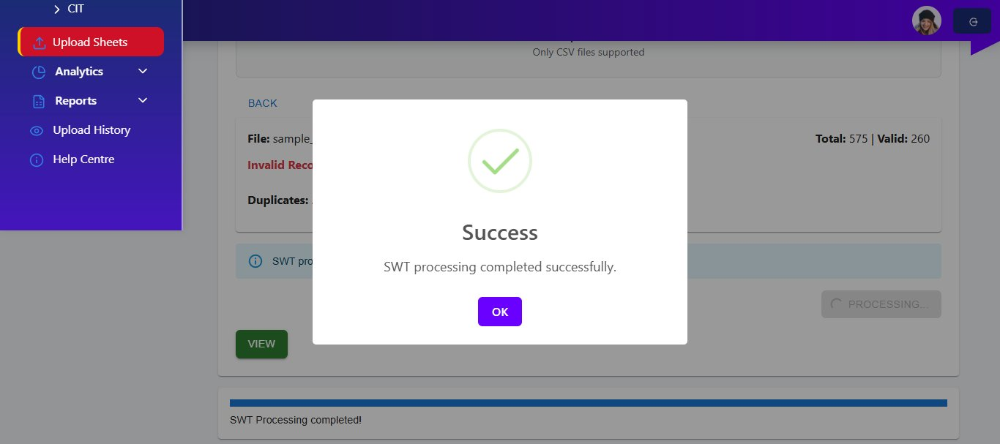 CIT
Upload Sheets
Analytics
Reports
Upload History
Help Centre
Only CSV files supported
BACK
File: sample_
Total: 575 | Valid: 260
Invalid Reco
Duplicates:
SWT pro
Success
SWT processing completed successfully.
OK
PROCESSING...
VIEW
SWT Processing completed!